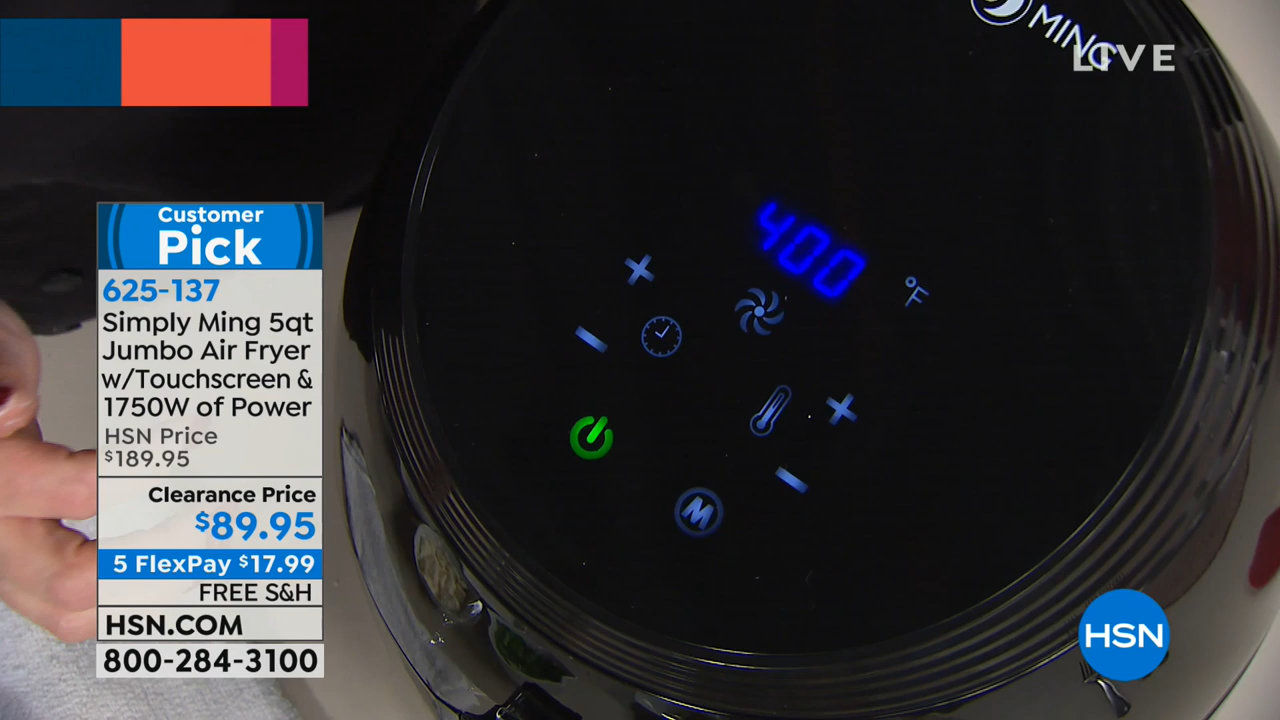 MING
LIVE
Customer
Pick
625-137
Simply Ming 5qt
Jumbo Air Fryer
w/Touchscreen &
1750W of Power
HSN Price
$189.95
Clearance Price
$89.95
5 FlexPay $17.99
FREE S&H
HSN.COM
800-284-3100
400
°F
M
HSN